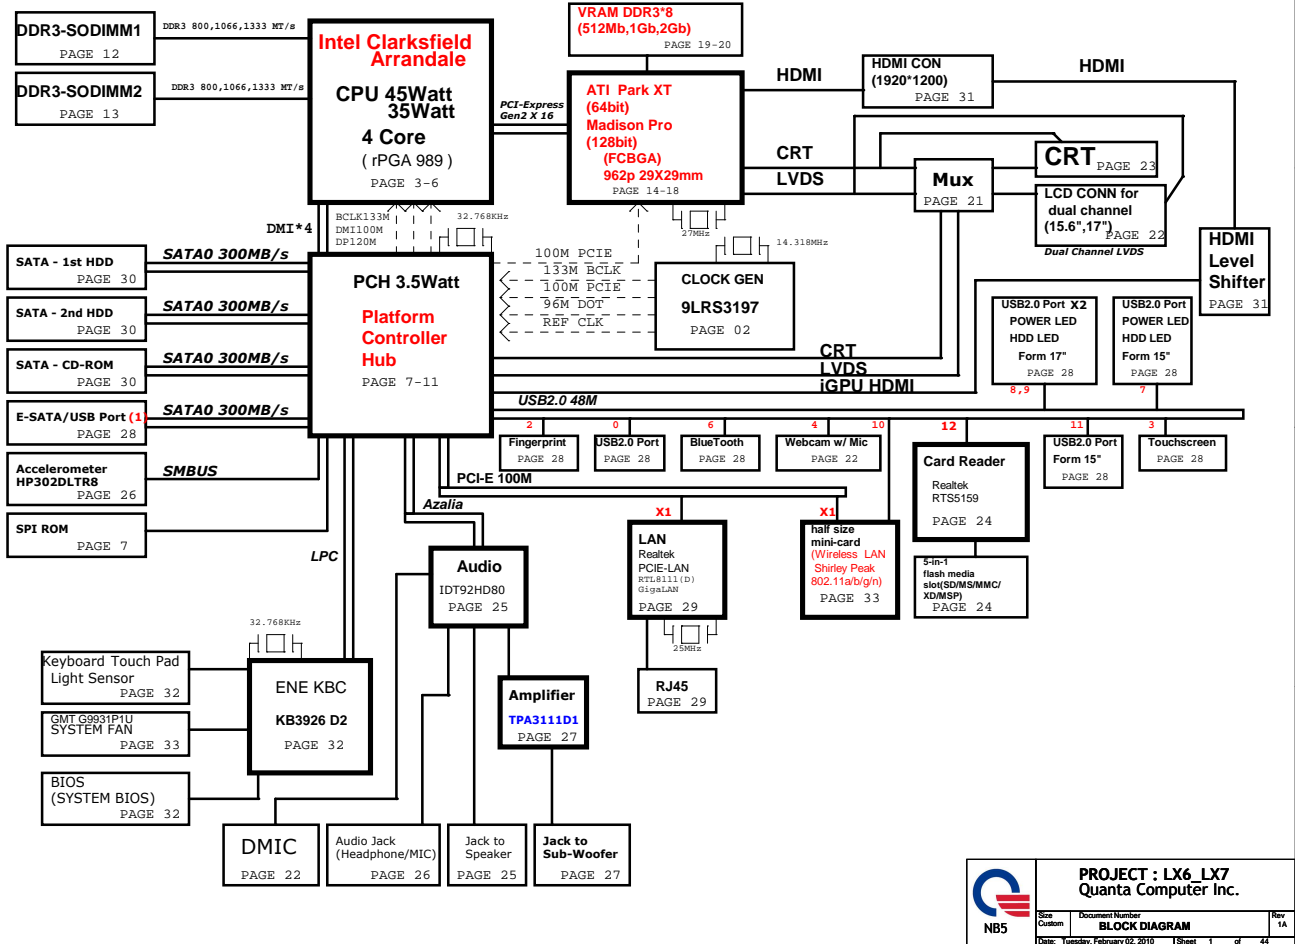 DDR3-SODIMM1
PAGE 12
DDR3 800,1066,1333 MT/s
DDR3-SODIMM2
PAGE 13
DDR3 800,1066,1333 MT/s
Intel Clarksfield
Arrandale
CPU 45Watt
35Watt
4 Core
( rPGA 989 )
PAGE 3-6
PCI-Express
Gen2 X 16
VRAM DDR3*8
(512Mb,1Gb,2Gb)
PAGE 19-20
ATI Park XT
(64bit)
Madison Pro
(128bit)
(FCBGA)
962p 29X29mm
PAGE 14-18
HDMI
HDMI CON
(1920*1200)
PAGE 31
HDMI
CRT
LVDS
Mux
PAGE 21
CRT
PAGE 23
LCD CONN for
dual channel
(15.6",17")
PAGE 22
Dual Channel LVDS
HDMI
Level
Shifter
PAGE 31
DMI*4
BCLK133M
DMI100M
DP120M
32.768KHz
27MHz
14.318MHz
100M PCIE
133M BCLK
100M PCIE
96M DOT
REF CLK
CLOCK GEN
9LRS3197
PAGE 02
SATA - 1st HDD
PAGE 30
SATA0 300MB/s
SATA - 2nd HDD
PAGE 30
SATA0 300MB/s
SATA - CD-ROM
PAGE 30
SATA0 300MB/s
E-SATA/USB Port (1)
PAGE 28
SATA0 300MB/s
Accelerometer
HP302DLTR8
PAGE 26
SMBUS
SPI ROM
PAGE 7
PCH 3.5Watt
Platform
Controller
Hub
PAGE 7-11
CRT
LVDS
iGPU HDMI
USB2.0 48M
USB2.0 Port X2
POWER LED
HDD LED
Form 17"
PAGE 28
8,9
USB2.0 Port
POWER LED
HDD LED
Form 15"
PAGE 28
7
2
0
6
4
10
12
11
3
Fingerprint
PAGE 28
USB2.0 Port
PAGE 28
BlueTooth
PAGE 28
Webcam w/ Mic
PAGE 22
Card Reader
Realtek
RTS5159
PAGE 24
USB2.0 Port
Form 15"
PAGE 28
Touchscreen
PAGE 28
PCI-E 100M
Azalia
LPC
X1
X1
LAN
Realtek
PCIE-LAN
RTL8111(D)
GigaLAN
PAGE 29
25MHz
RJ45
PAGE 29
half size
mini-card
(Wireless LAN
Shirley Peak
802.11a/b/g/n)
PAGE 33
5-in-1
flash media
slot(SD/MS/MMC/
XD/MSP)
PAGE 24
Audio
IDT92HD80
PAGE 25
Amplifier
TPA3111D1
PAGE 27
32.768KHz
ENE KBC
KB3926 D2
PAGE 32
Keyboard Touch Pad
Light Sensor
PAGE 32
GMT G9931P1U
SYSTEM FAN
PAGE 33
BIOS
(SYSTEM BIOS)
PAGE 32
DMIC
PAGE 22
Audio Jack
(Headphone/MIC)
PAGE 26
Jack to
Speaker
PAGE 25
Jack to
Sub-Woofer
PAGE 27
NB5
PROJECT : LX6_LX7
Quanta Computer Inc.
Size
Custom
Document Number
BLOCK DIAGRAM
Rev
1A
Date: Tuesday, February 02, 2010
Sheet 1 of 44